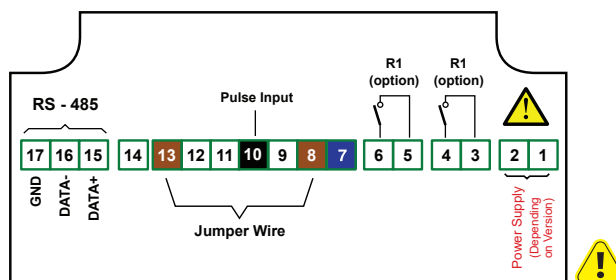 R1
(option)
R1
(option)
RS - 485
Pulse Input
17 16 15 14 13 12 11 10 9 8 7 6 5 4 3 2 1
GND
DATA-
DATA+
Jumper Wire
Power Supply
(Depending
on Version)